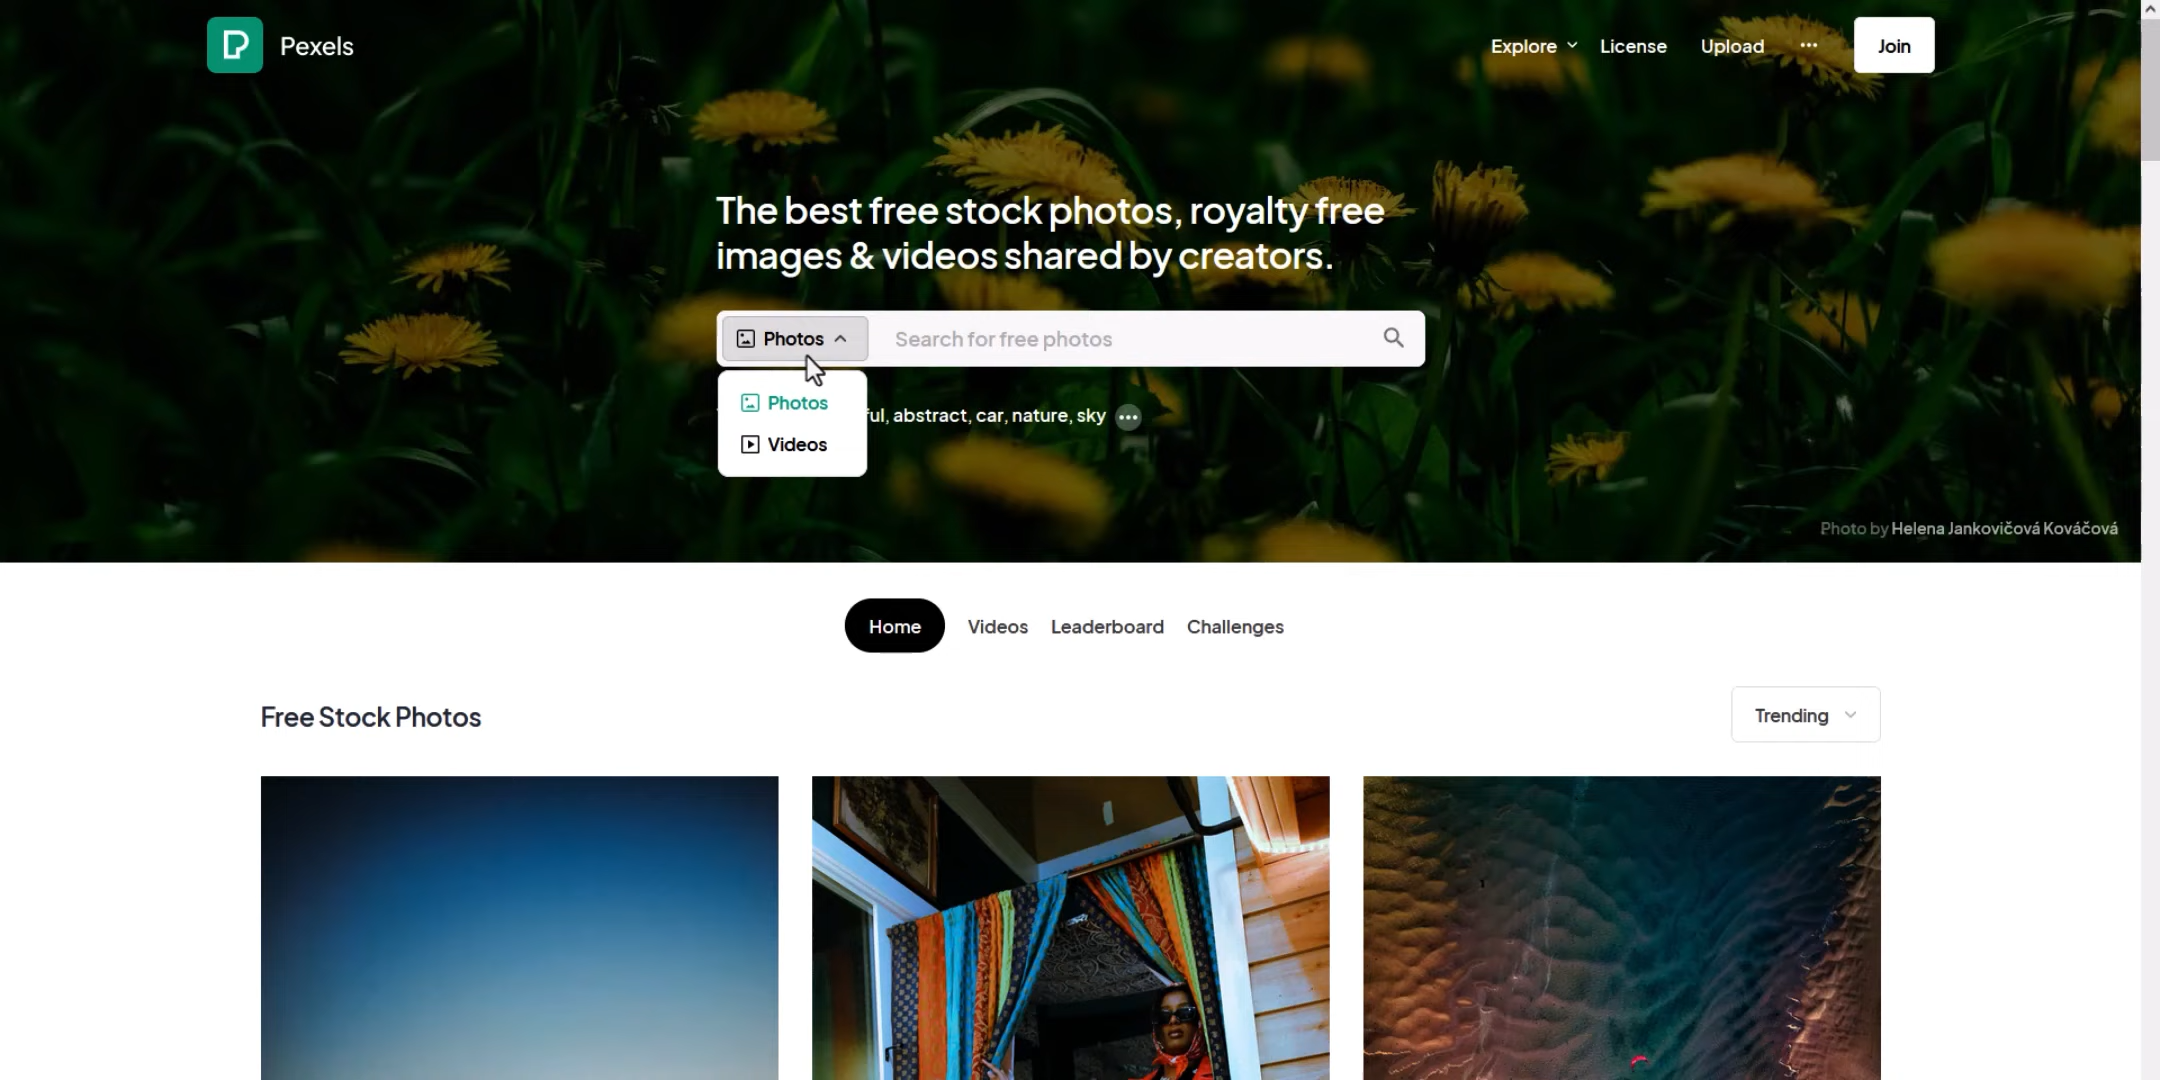 Pexels
Explore
License
Upload
Join
The best free stock photos, royalty free
images & videos shared by creators.
Photos
Search for free photos
Photos
Videos
ful, abstract, car, nature, sky
Photo by Helena Jankovičová Kováčová
Home
Videos
Leaderboard
Challenges
Free Stock Photos
Trending